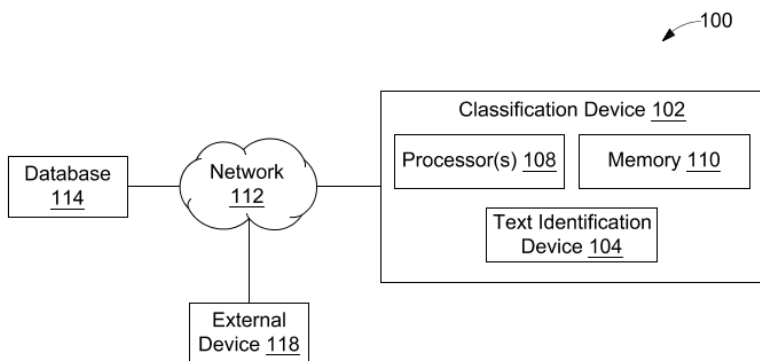 100
Classification Device 102
Processor(s) 108
Memory 110
Database
114
Network
112
Text Identification
Device 104
External
Device 118